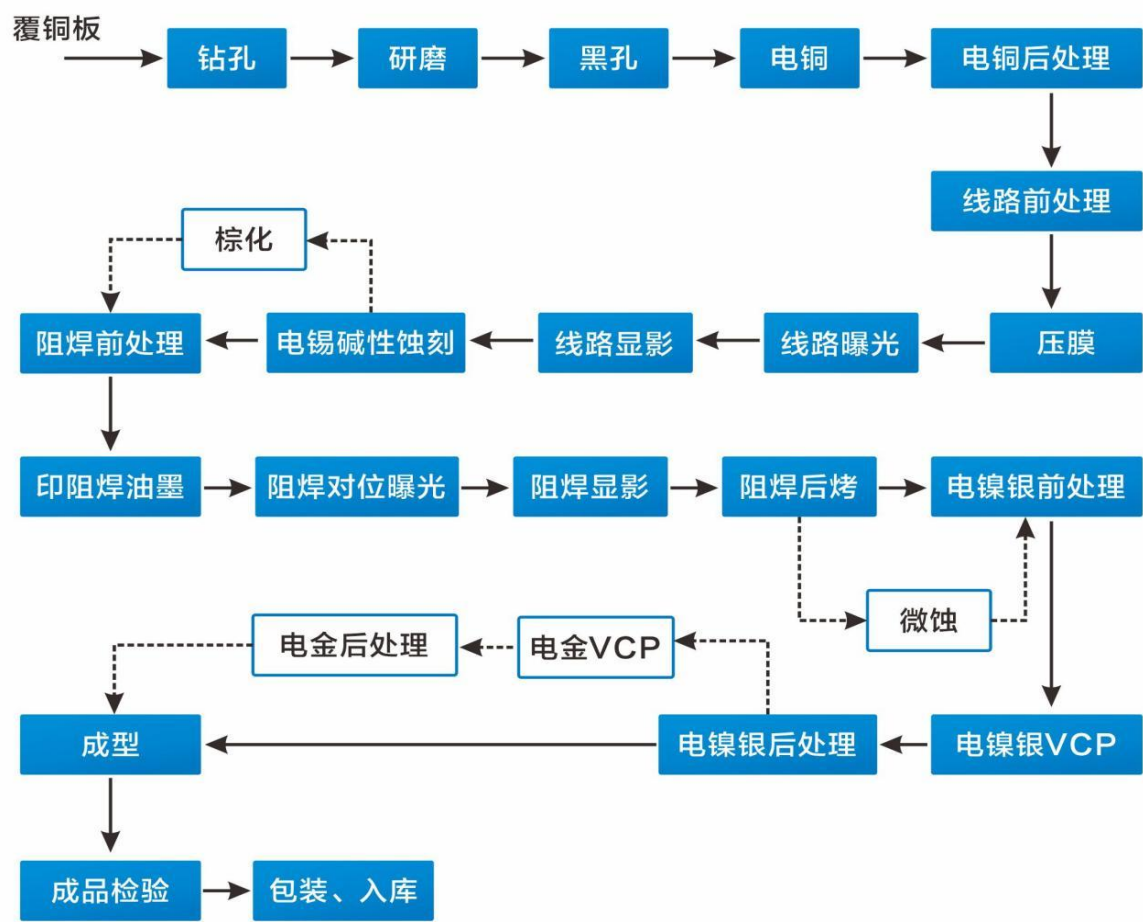 覆铜板
钻孔
研磨
黑孔
电铜
电铜后处理
线路前处理
棕化
阻焊前处理
电锡碱性蚀刻
线路显影
线路曝光
压膜
印阻焊油墨
阻焊对位曝光
阻焊显影
阻焊后烤
电镍银前处理
微蚀
电金后处理
电金VCP
成型
电镍银后处理
电镍银VCP
成品检验
包装、入库